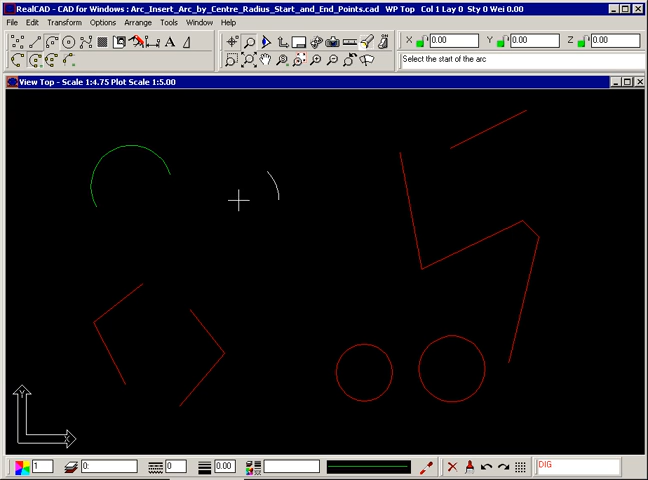 RealCAD - CAD for Windows : Arc_Insert_Arc_by_Centre_Radius_Start_and_End_Points.cad WP Top Col 1 Lay 0 Sty 0 Wei 0.00
File Edit Transform Options Arrange Tools Window Help
A
X 0.00 Y 0.00 Z 0.00
Select the start of the arc
View Top - Scale 1:4.75 Plot Scale 1:5.00
Y
X
1 0: 0 0.00 DIG